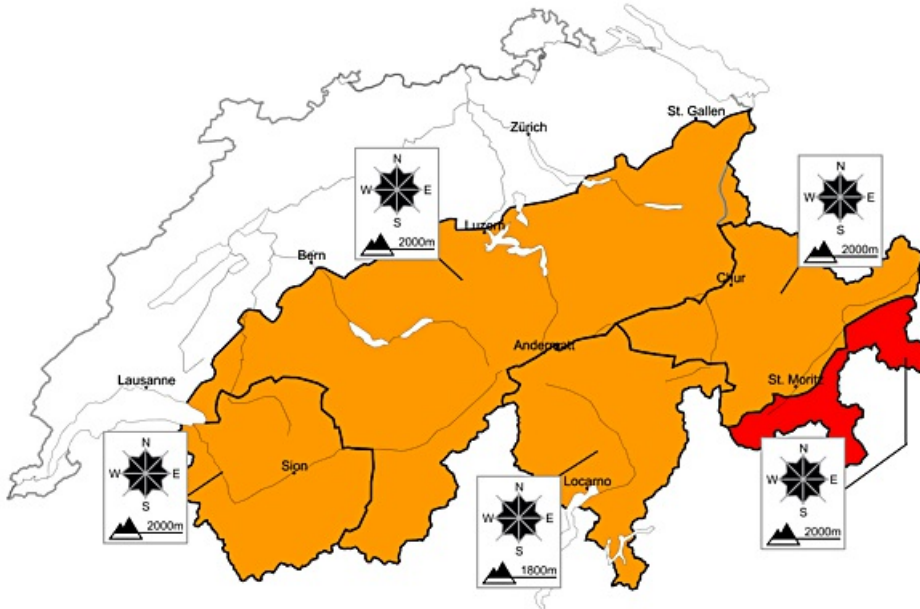 St. Gallen
Zürich
N
W E
S
2000m
N
W E
S
2000m
Luzern
Bern
Chur
Andermatt
Lausanne
St. Moritz
N
W E
S
2000m
Sion
N
W E
S
1800m
Locarno
N
W E
S
2000m